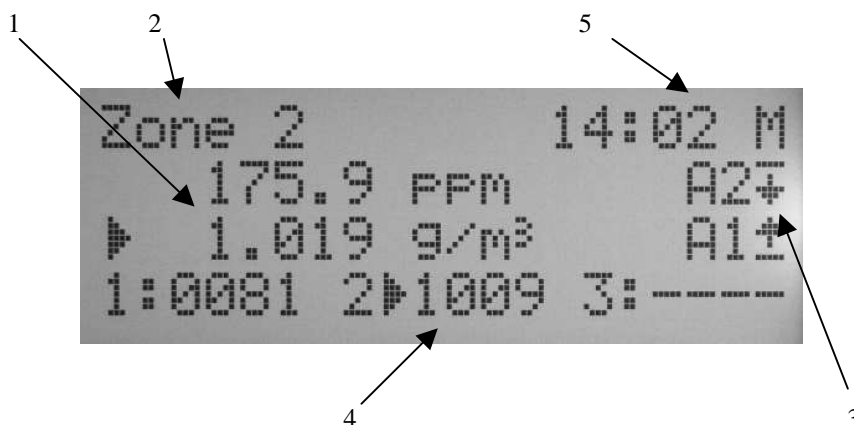 1 2 5
Zone 2 14:02 M
175.9 ppm A2↧
▶ 1.019 g/m³ A1↥
1:0081 2▶1009 3:----
4 3